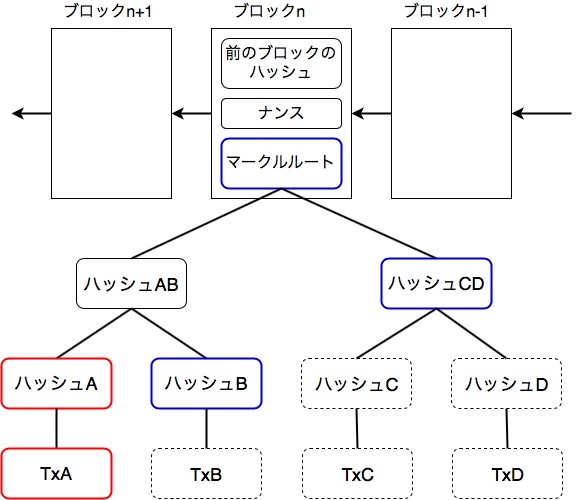 ブロックn+1
ブロックn
ブロックn-1
前のブロックの
ハッシュ
ナンス
マークルルート
ハッシュAB
ハッシュCD
ハッシュA
ハッシュB
ハッシュC
ハッシュD
TxA
TxB
TxC
TxD